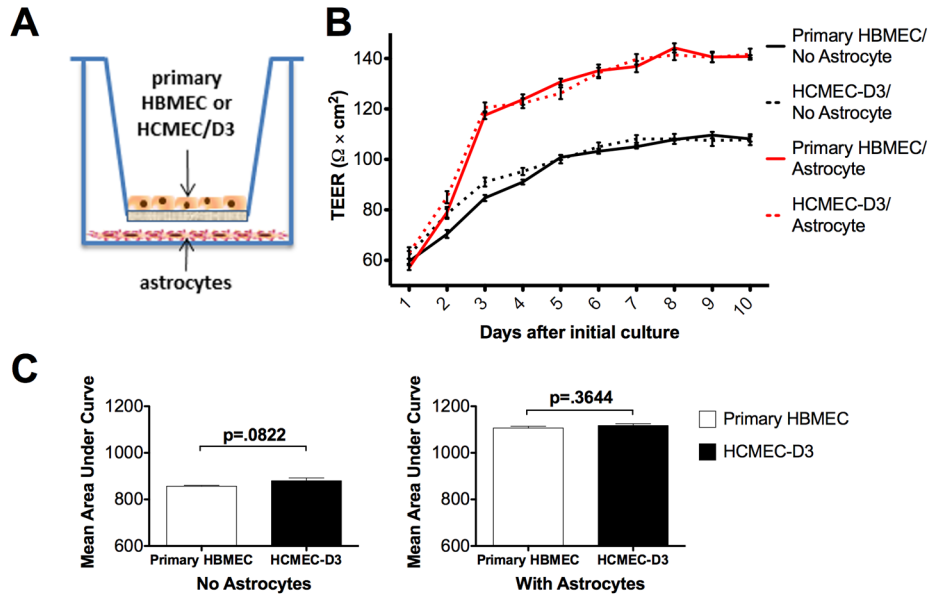 A
primary
HBMEC or
HCMEC/D3
astrocytes
B
TEER (Ω × cm2)
140
120
100
80
60
1 2 3 4 5 6 7 8 9 10
Days after initial culture
Primary HBMEC/
No Astrocyte
HCMEC-D3/
No Astrocyte
Primary HBMEC/
Astrocyte
HCMEC-D3/
Astrocyte
C
Mean Area Under Curve
1200
1000
800
600
p=.0822
Primary HBMEC HCMEC-D3
No Astrocytes
Mean Area Under Curve
1200
1000
800
600
p=.3644
Primary HBMEC HCMEC-D3
With Astrocytes
Primary HBMEC
HCMEC-D3